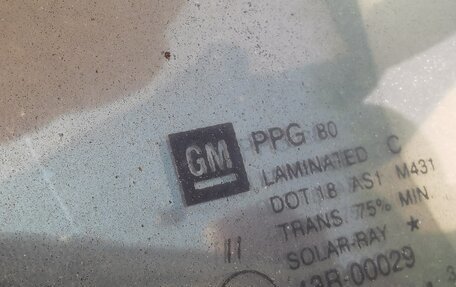 GM
PPG 80
LAMINATED C
DOT 18 AS1 M431
TRANS 75% MIN.
SOLAR-RAY ★
43R-00029